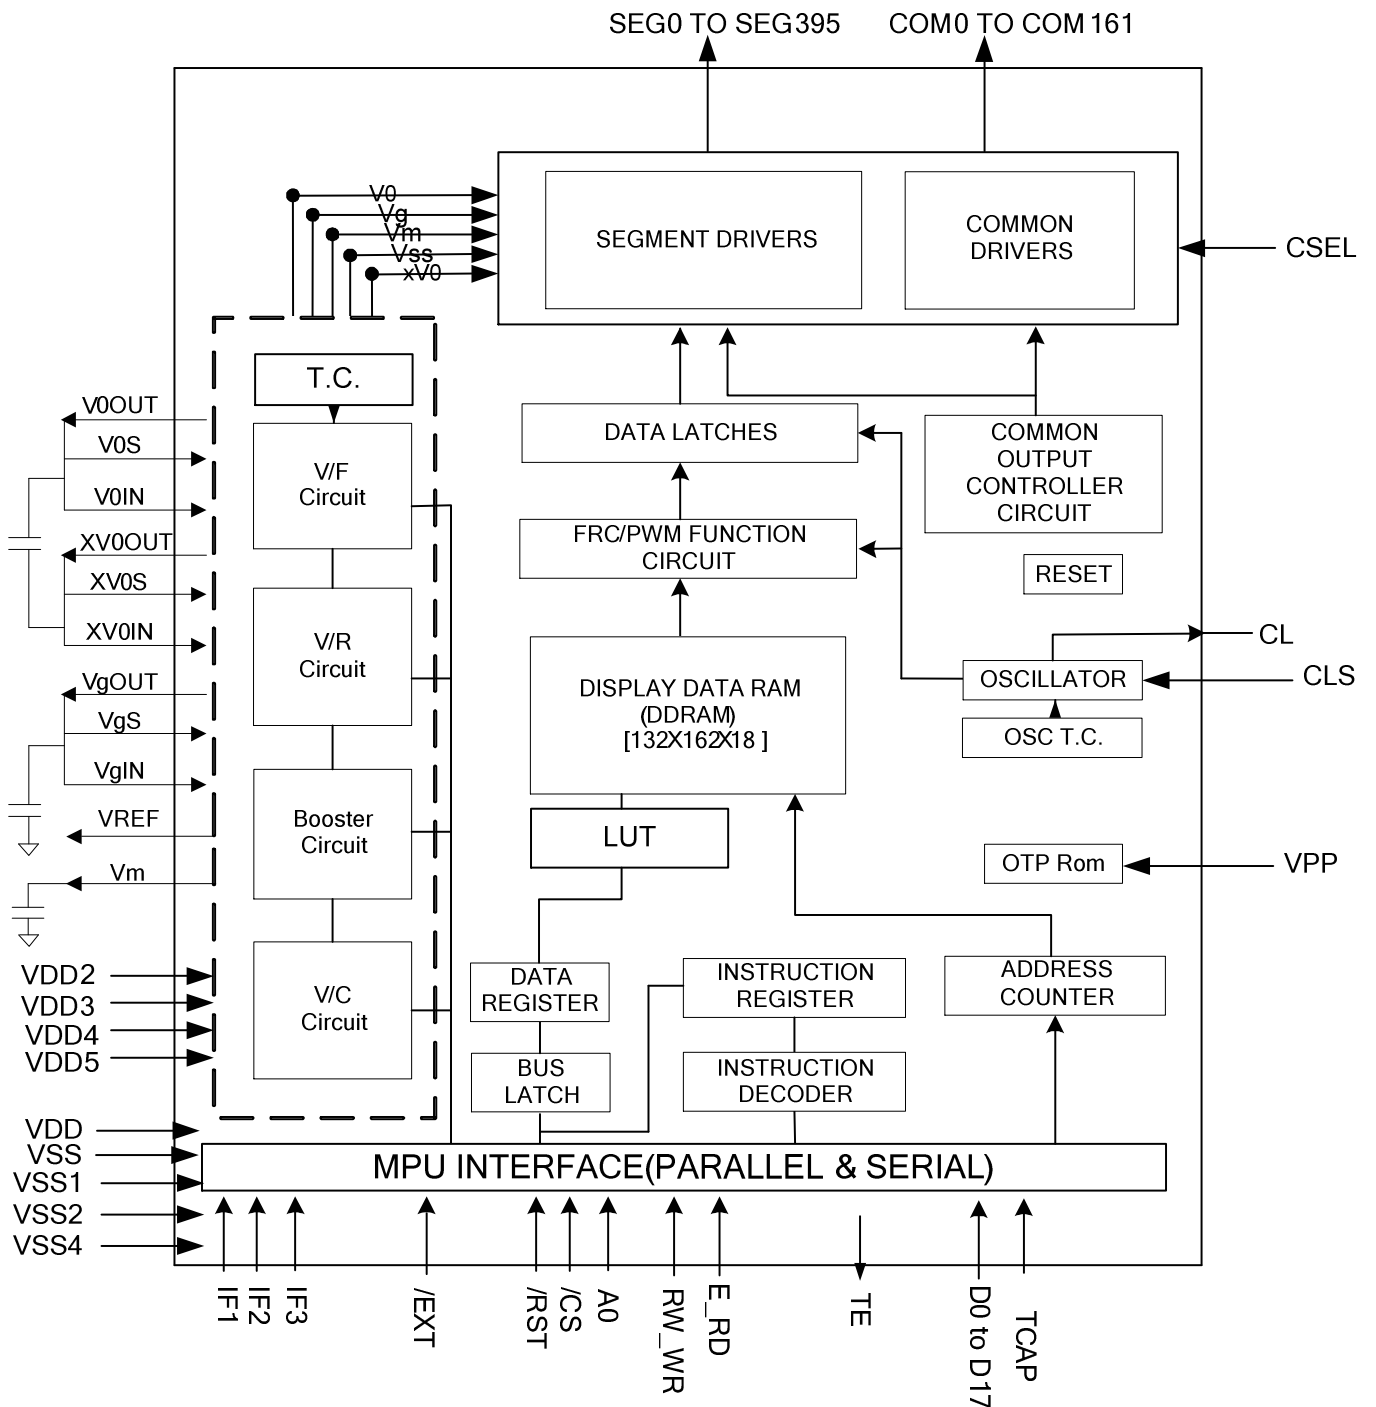 SEG0 TO SEG395
COM0 TO COM161
V0
Vg
Vm
Vss
xV0
SEGMENT DRIVERS
COMMON
DRIVERS
CSEL
T.C.
V/F
Circuit
V/R
Circuit
Booster
Circuit
V/C
Circuit
V0OUT
V0S
V0IN
XV0OUT
XV0S
XV0IN
VgOUT
VgS
VgIN
VREF
Vm
VDD2
VDD3
VDD4
VDD5
VDD
VSS
VSS1
VSS2
VSS4
DATA LATCHES
COMMON
OUTPUT
CONTROLLER
CIRCUIT
FRC/PWM FUNCTION
CIRCUIT
RESET
DISPLAY DATA RAM
(DDRAM)
[132X162X18 ]
CL
OSCILLATOR
CLS
OSC T.C.
LUT
OTP Rom
VPP
DATA
REGISTER
INSTRUCTION
REGISTER
ADDRESS
COUNTER
BUS
LATCH
INSTRUCTION
DECODER
MPU INTERFACE(PARALLEL & SERIAL)
IF1
IF2
IF3
/EXT
/RST
/CS
A0
RW_WR
E_RD
TE
D0 to D17
TCAP